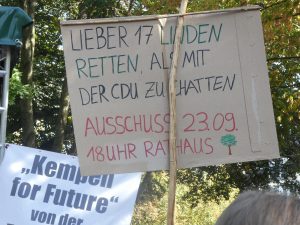 LIEBER 17 LINDEN
RETTEN, ALS MIT
DER CDU ZU CHATTEN
AUSSCHUSS 23.09.
18UHR RATHAUS
„Kempen
for Future“
von der